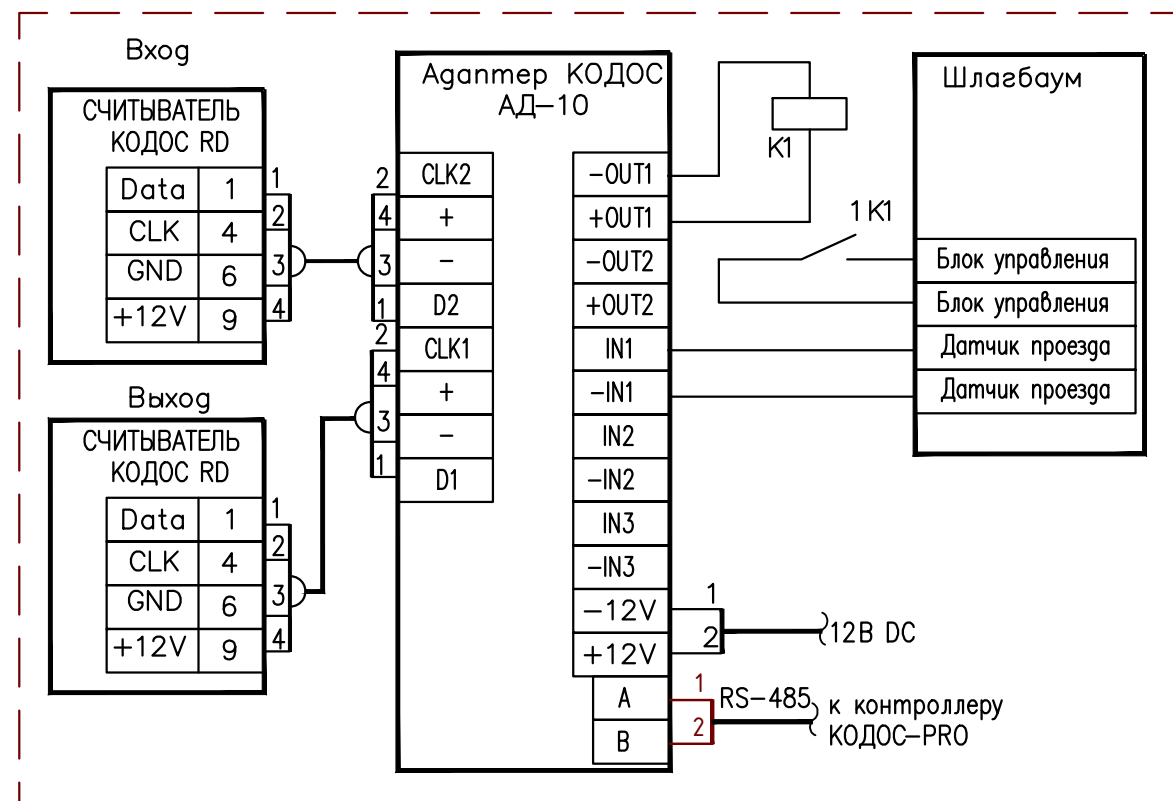 Вход
СЧИТЫВАТЕЛЬ
КОДОС RD
Data 1
CLK 4
GND 6
+12V 9
1
2
3
4
Выход
СЧИТЫВАТЕЛЬ
КОДОС RD
Data 1
CLK 4
GND 6
+12V 9
1
2
3
4
Адаптер КОДОС
АД-10
2 CLK2
4 +
3 -
1 D2
2 CLK1
4 +
3 -
1 D1
-OUT1
+OUT1
-OUT2
+OUT2
IN1
-IN1
IN2
-IN2
IN3
-IN3
-12V 1
+12V 2
12В DC
A 1
B 2
RS-485
к контроллеру
КОДОС-PRO
K1
1 K1
Шлагбаум
Блок управления
Блок управления
Датчик проезда
Датчик проезда